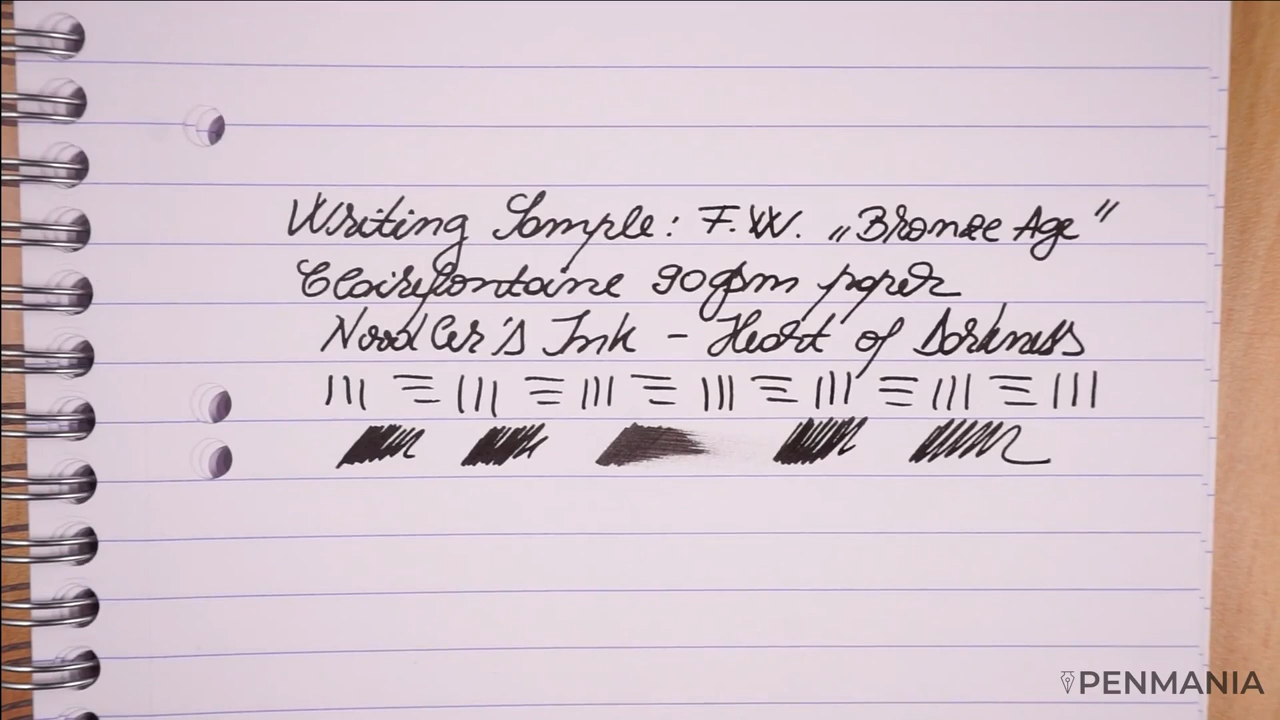 Writing Sample: F.W. „Bronze Age"
Clairefontaine 90gsm paper
Noodler's Ink - Heart of Darkness
PENMANIA